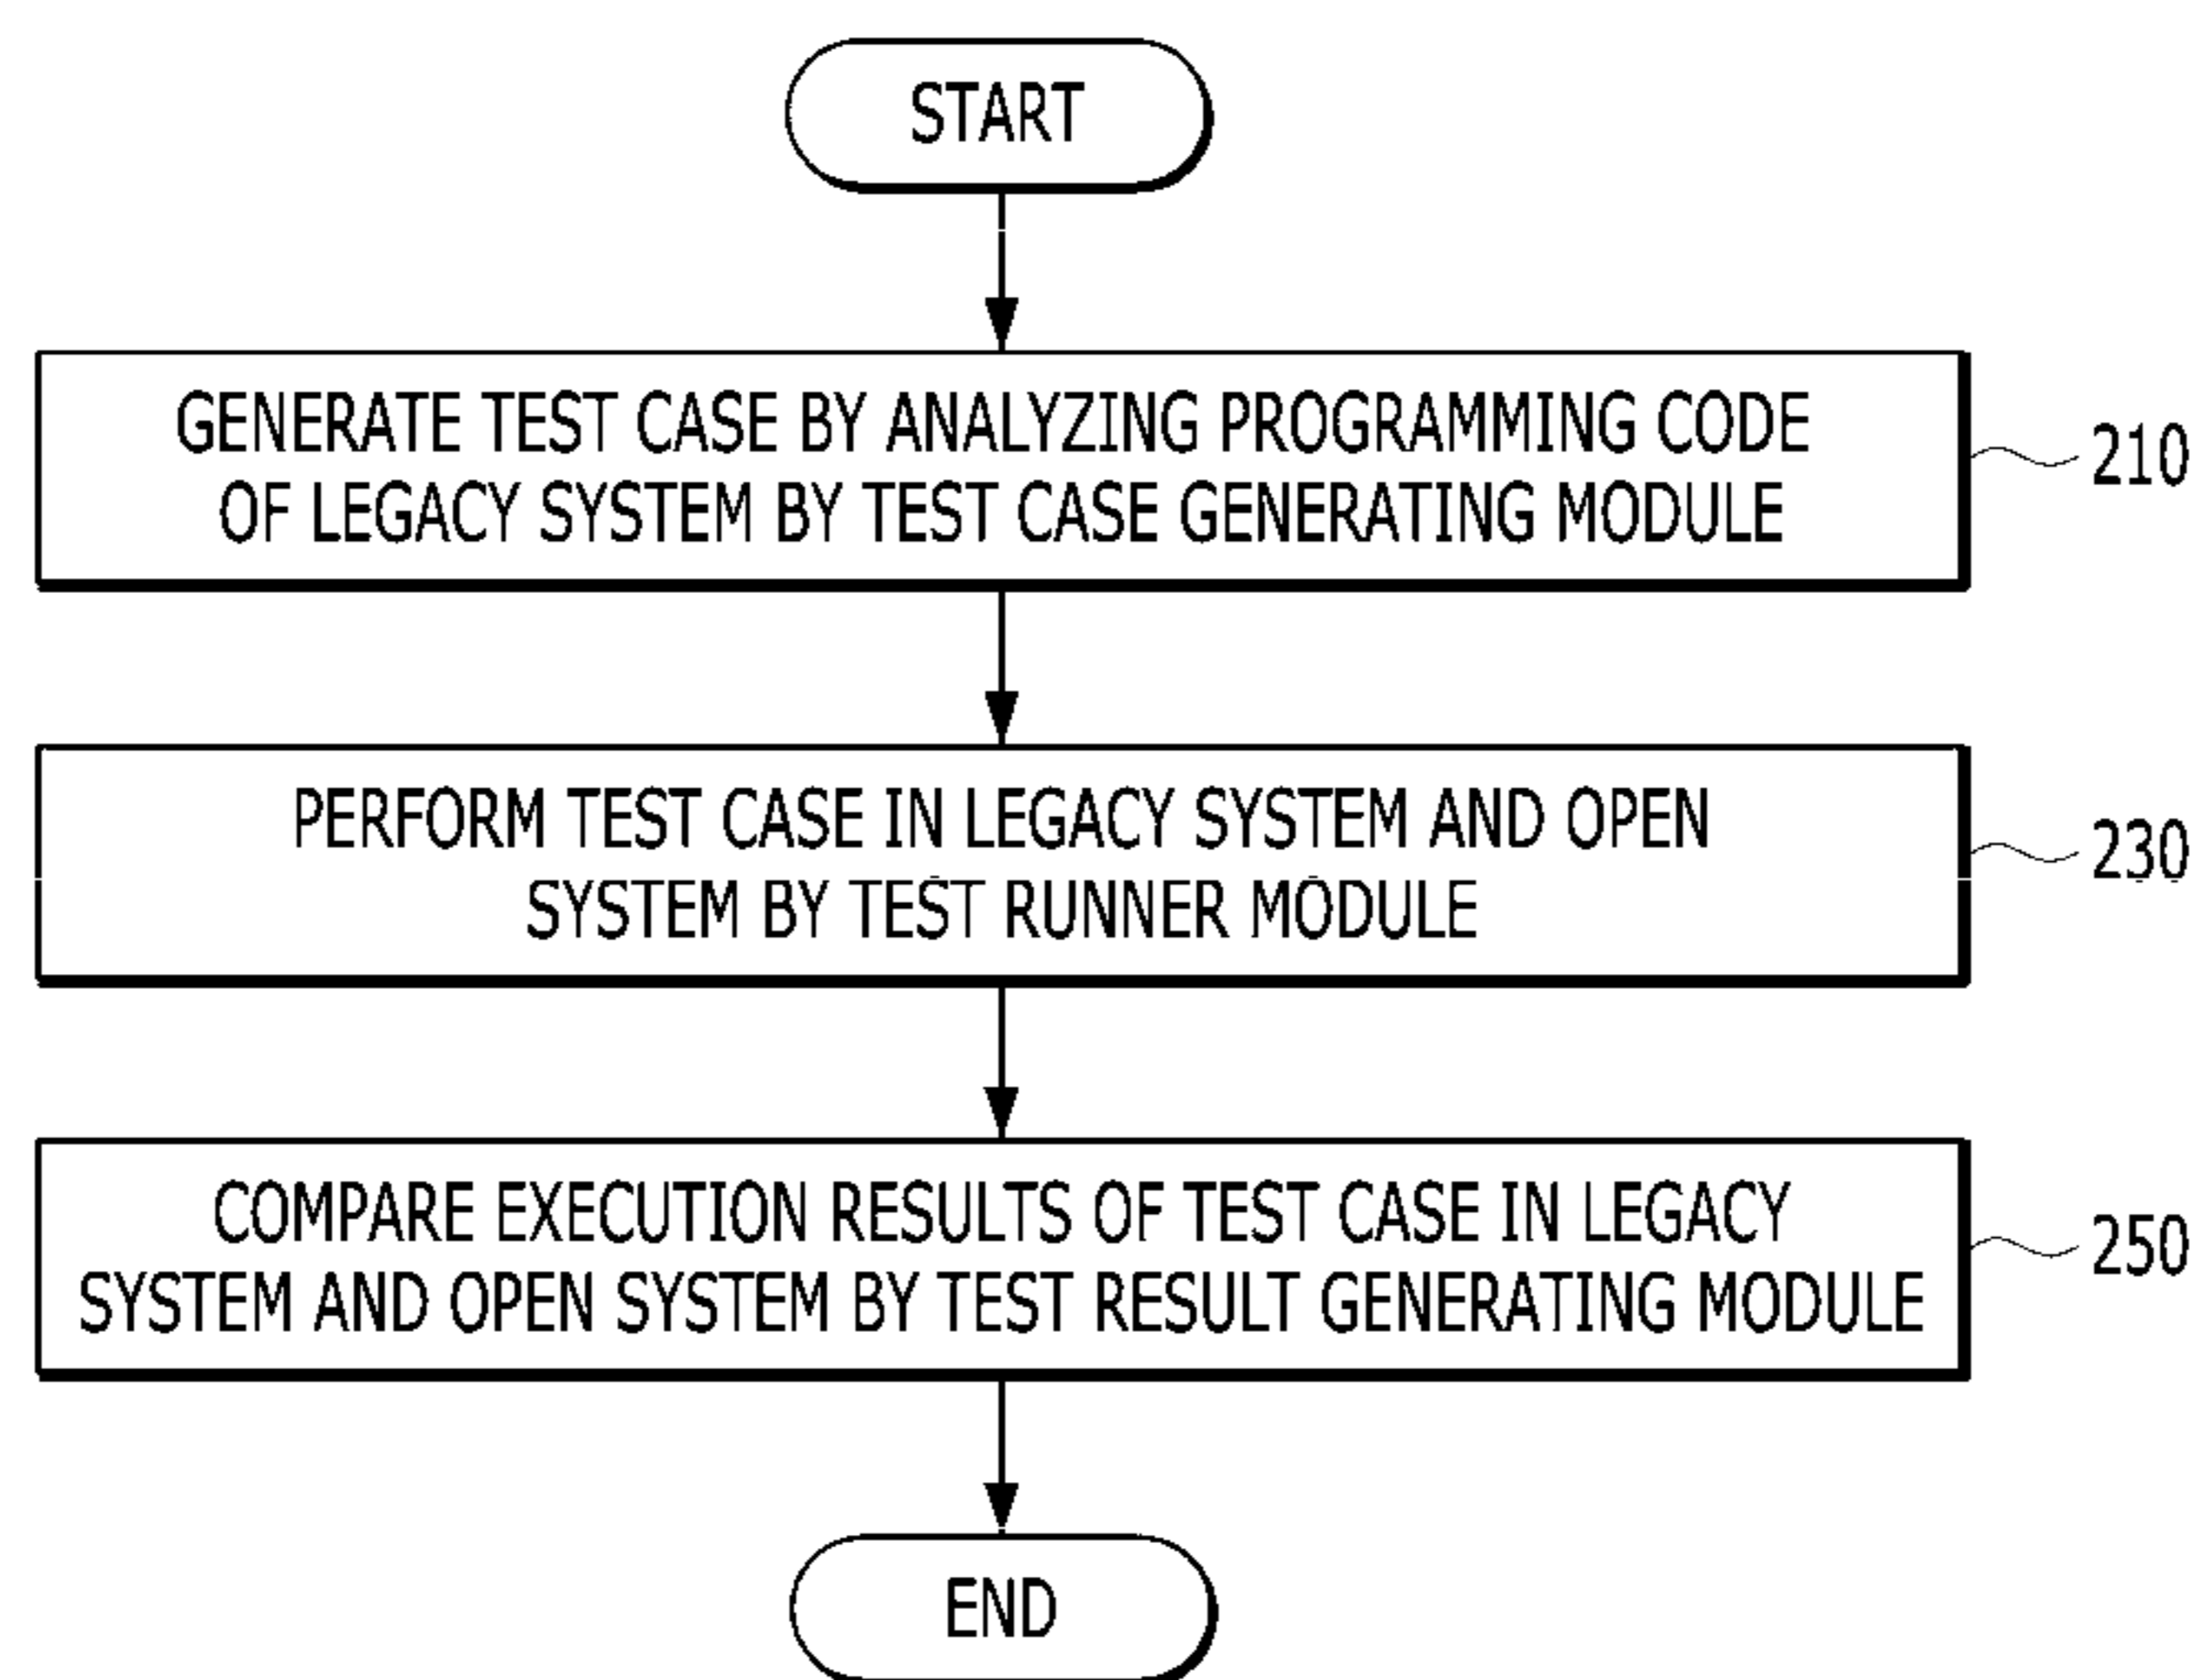 START
GENERATE TEST CASE BY ANALYZING PROGRAMMING CODE
OF LEGACY SYSTEM BY TEST CASE GENERATING MODULE
210
PERFORM TEST CASE IN LEGACY SYSTEM AND OPEN
SYSTEM BY TEST RUNNER MODULE
230
COMPARE EXECUTION RESULTS OF TEST CASE IN LEGACY
SYSTEM AND OPEN SYSTEM BY TEST RESULT GENERATING MODULE
250
END